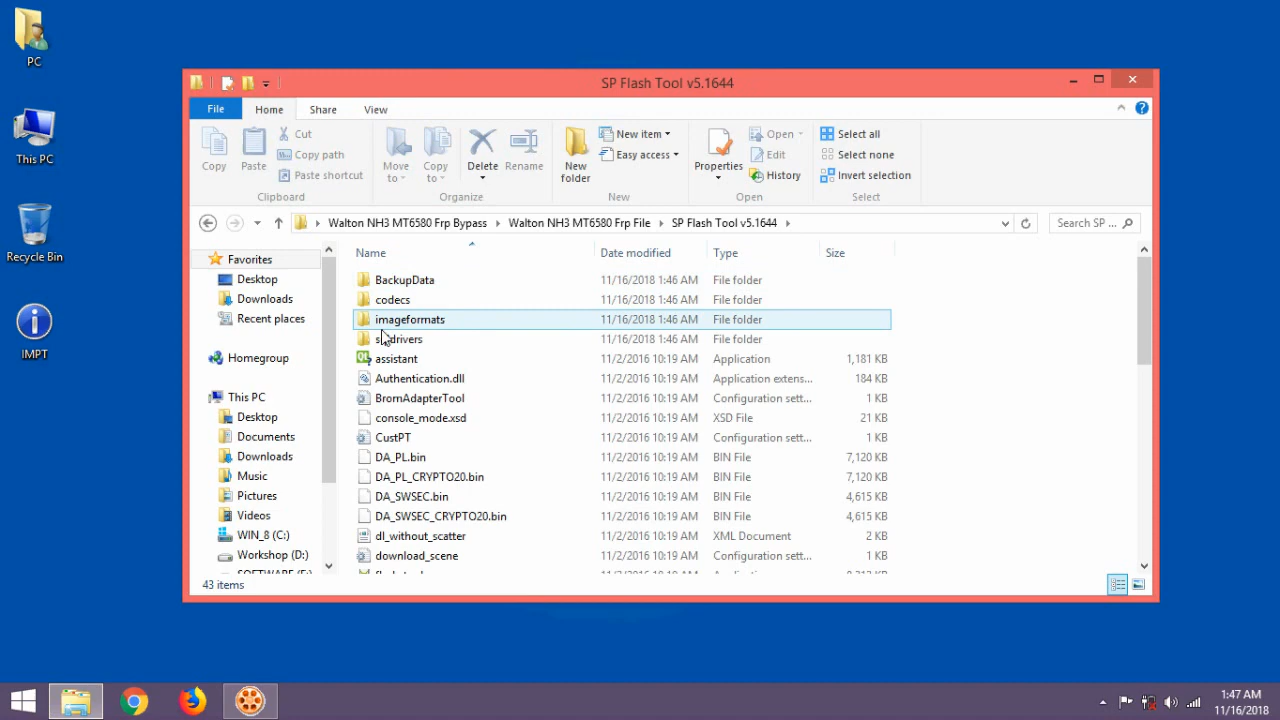 PC
This PC
Recycle Bin
IMPT
SP Flash Tool v5.1644
File Home Share View
Copy Paste Cut Copy path Paste shortcut Clipboard
Move to Copy to Delete Rename Organize
New folder New item Easy access New
Properties Open Edit History Open
Select all Select none Invert selection Select
Walton NH3 MT6580 Frp Bypass Walton NH3 MT6580 Frp File SP Flash Tool v5.1644 Search SP ...
Favorites
Desktop
Downloads
Recent places
Homegroup
This PC
Desktop
Documents
Downloads
Music
Pictures
Videos
WIN_8 (C:)
Workshop (D:)
Name Date modified Type Size
BackupData 11/16/2018 1:46 AM File folder
codecs 11/16/2018 1:46 AM File folder
imageformats 11/16/2018 1:46 AM File folder
11/16/2018 1:46 AM File folder
assistant 11/2/2016 10:19 AM Application 1,181 KB
Authentication.dll 11/2/2016 10:19 AM Application extens... 184 KB
BromAdapterTool 11/2/2016 10:19 AM Configuration sett... 1 KB
console_mode.xsd 11/2/2016 10:19 AM XSD File 21 KB
CustPT 11/2/2016 10:19 AM Configuration sett... 1 KB
DA_PL.bin 11/2/2016 10:19 AM BIN File 7,120 KB
DA_PL_CRYPTO20.bin 11/2/2016 10:19 AM BIN File 7,120 KB
DA_SWSEC.bin 11/2/2016 10:19 AM BIN File 4,615 KB
DA_SWSEC_CRYPTO20.bin 11/2/2016 10:19 AM BIN File 4,615 KB
dl_without_scatter 11/2/2016 10:19 AM XML Document 2 KB
download_scene 11/2/2016 10:19 AM Configuration sett... 1 KB
43 items
1:47 AM
11/16/2018